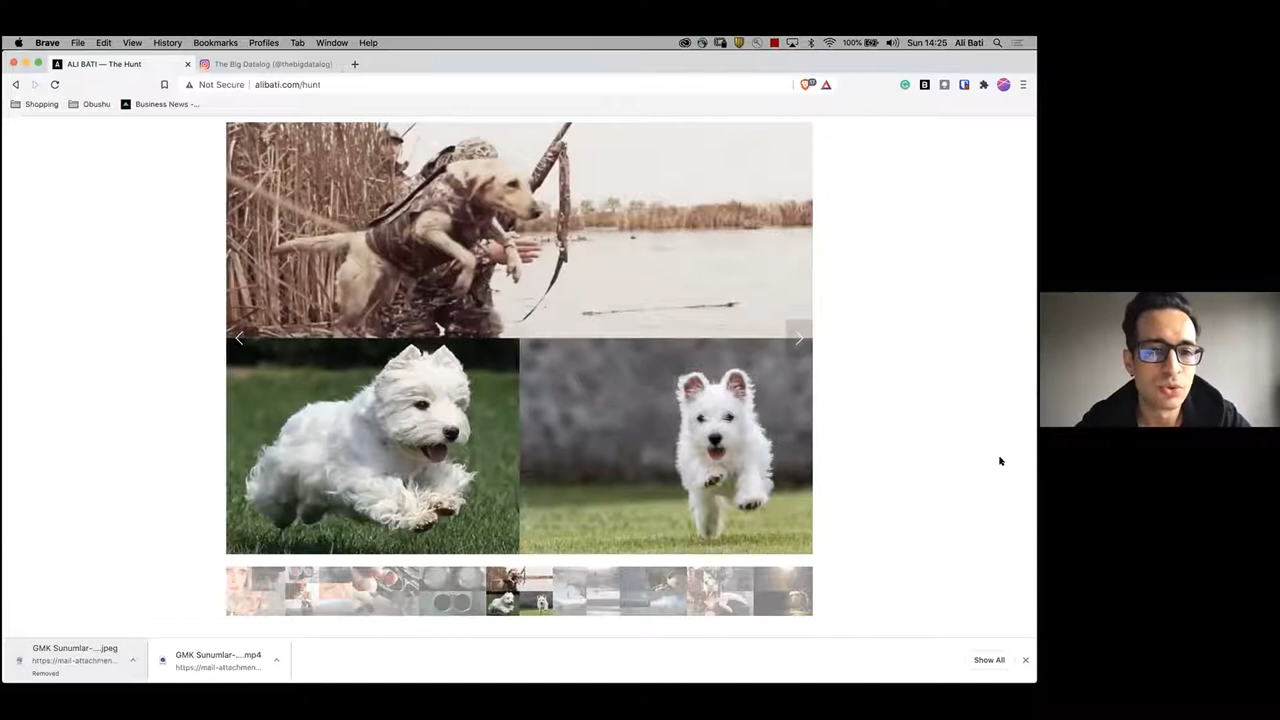 Brave File Edit View History Bookmarks Profiles Tab Window Help 100% Sun 14:25 Ali Bati
ALI BATI — The Hunt The Big Datalog (@thebigdatalog)
Not Secure alibati.com/hunt
Shopping Obushu Business News -...
GMK Sunumlar-....jpeg
https://mail-attachmen...
Removed
GMK Sunumlar-....mp4
https://mail-attachmen...
Show All